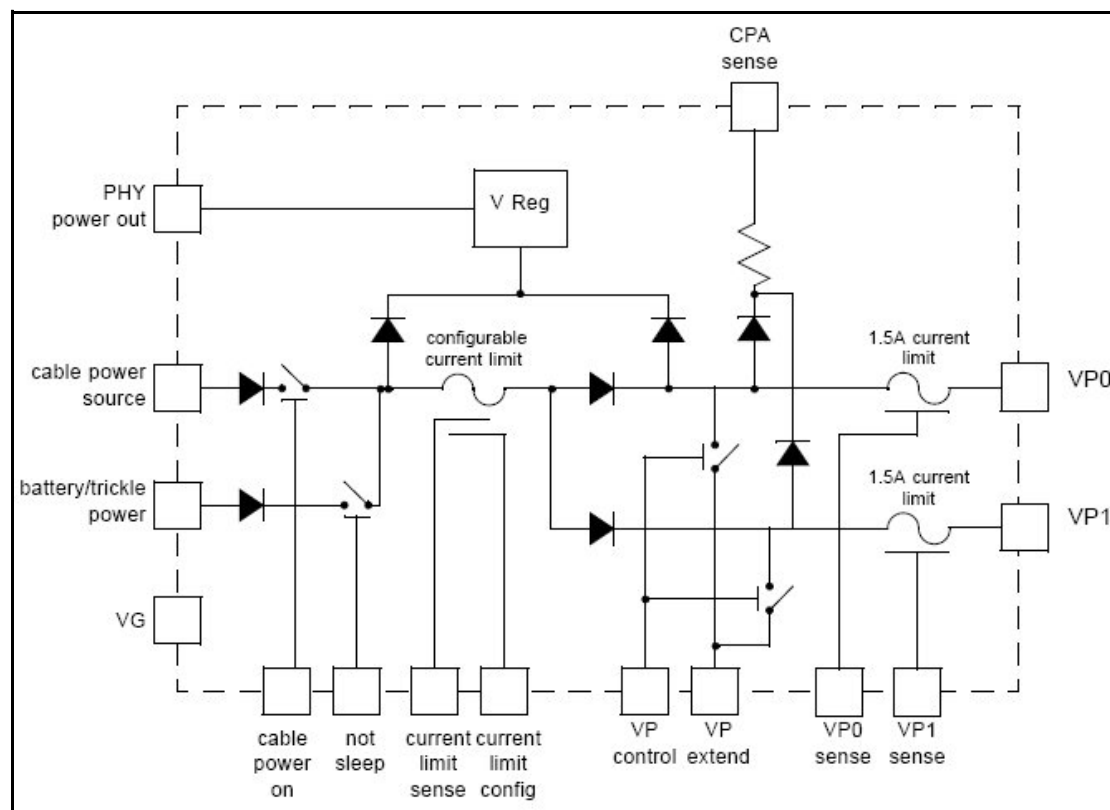 CPA
sense
PHY
power out
V Reg
configurable
current limit
1.5A current
limit
cable power
source
VP0
battery/trickle
power
1.5A current
limit
VP1
VG
cable
power
on
not
sleep
current
limit
sense
current
limit
config
VP
control
VP
extend
VP0
sense
VP1
sense